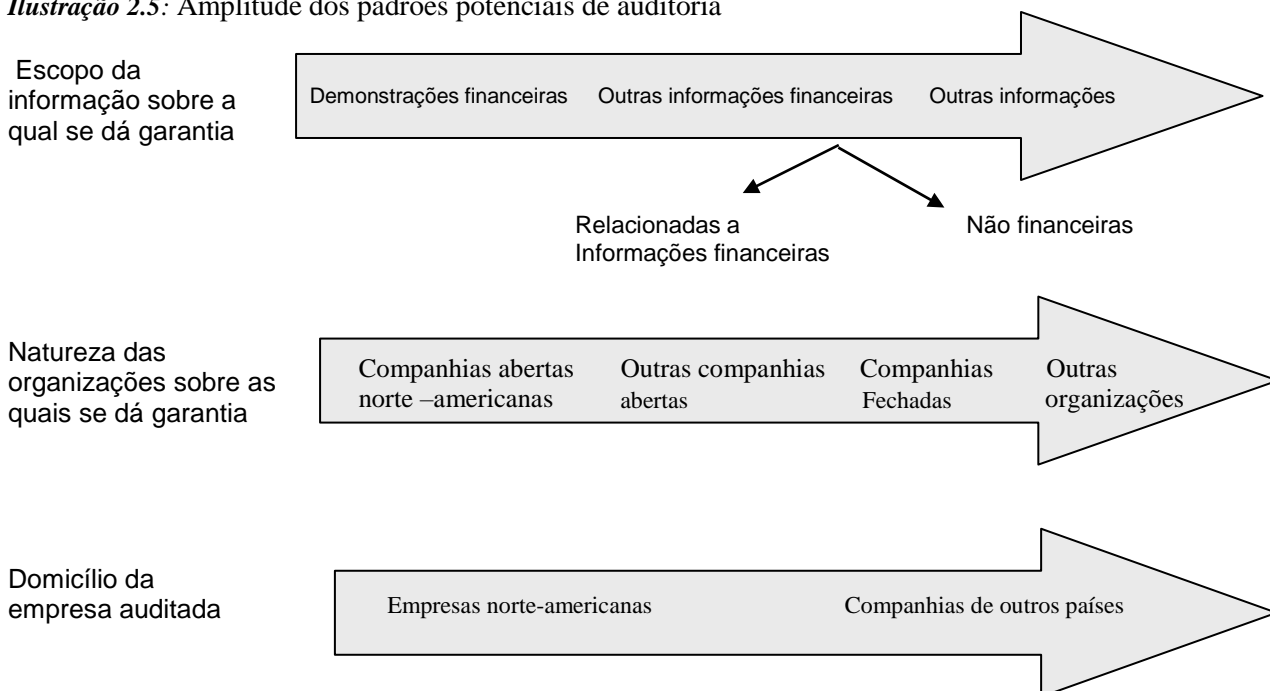 Ilustração 2.5: Amplitude dos padrões potenciais de auditoria
Escopo da
informação sobre a
qual se dá garantia
Demonstrações financeiras Outras informações financeiras Outras informações
Relacionadas a
Informações financeiras
Não financeiras
Natureza das
organizações sobre as
quais se dá garantia
Companhias abertas
norte –americanas
Outras companhias
abertas
Companhias
Fechadas
Outras
organizações
Domicílio da
empresa auditada
Empresas norte-americanas
Companhias de outros países